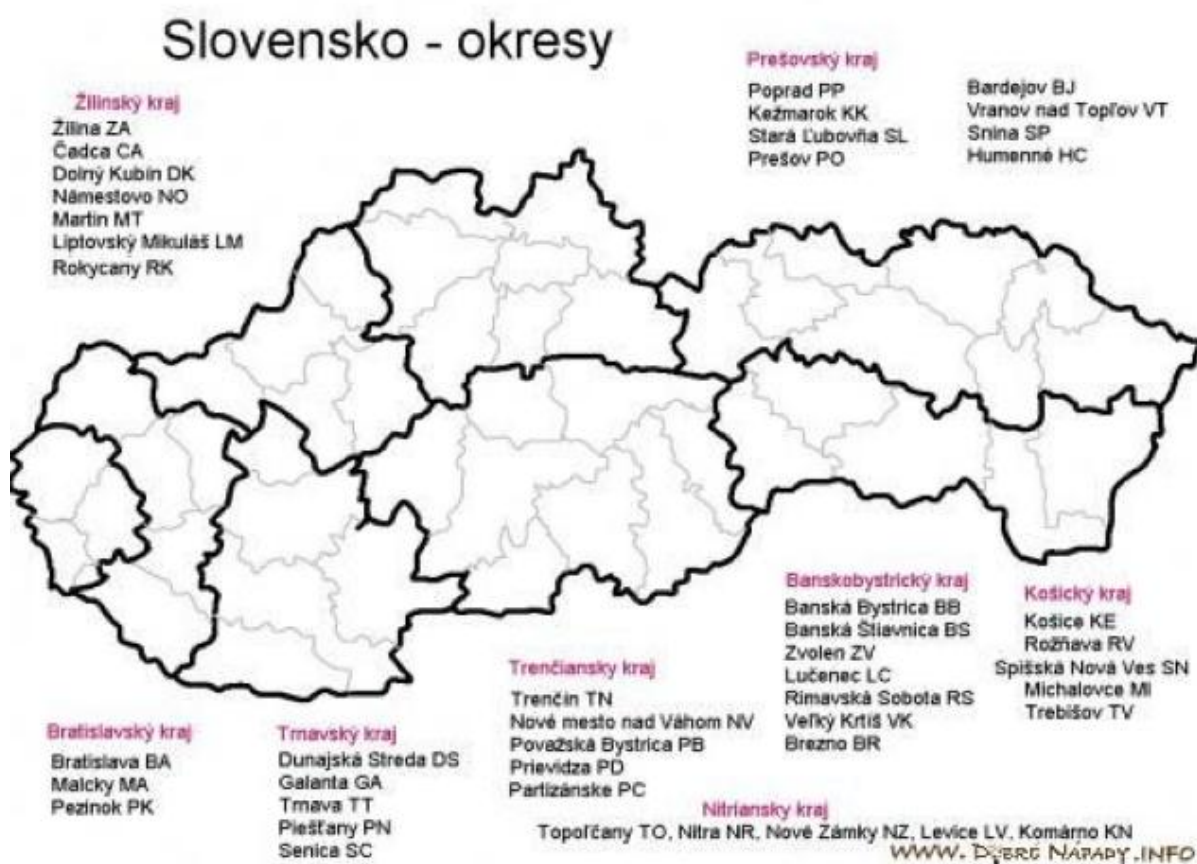 Slovensko - okresy
Žilinský kraj
Žilina ZA
Čadca CA
Dolný Kubín DK
Námestovo NO
Martin MT
Liptovský Mikuláš LM
Rokycany RK
Prešovský kraj
Poprad PP
Kežmarok KK
Stará Ľubovňa SL
Prešov PO
Bardejov BJ
Vranov nad Topľov VT
Snina SP
Humenné HC
Bratislavský kraj
Bratislava BA
Malcky MA
Pezinok PK
Trnavský kraj
Dunajská Streda DS
Galanta GA
Trnava TT
Piešťany PN
Senica SC
Trenčiansky kraj
Trenčín TN
Nové mesto nad Váhom NV
Považská Bystrica PB
Prievidza PD
Partizánske PC
Banskobystrický kraj
Banská Bystrica BB
Banská Štiavnica BS
Zvolen ZV
Lučenec LC
Rimavská Sobota RS
Veľký Krtíš VK
Brezno BR
Košický kraj
Košice KE
Rožňava RV
Spišská Nová Ves SN
Michalovce MI
Trebišov TV
Nitriansky kraj
Topoľčany TO, Nitra NR, Nové Zámky NZ, Levice LV, Komárno KN
WWW. DOBRÉ NÁPADY .INFO